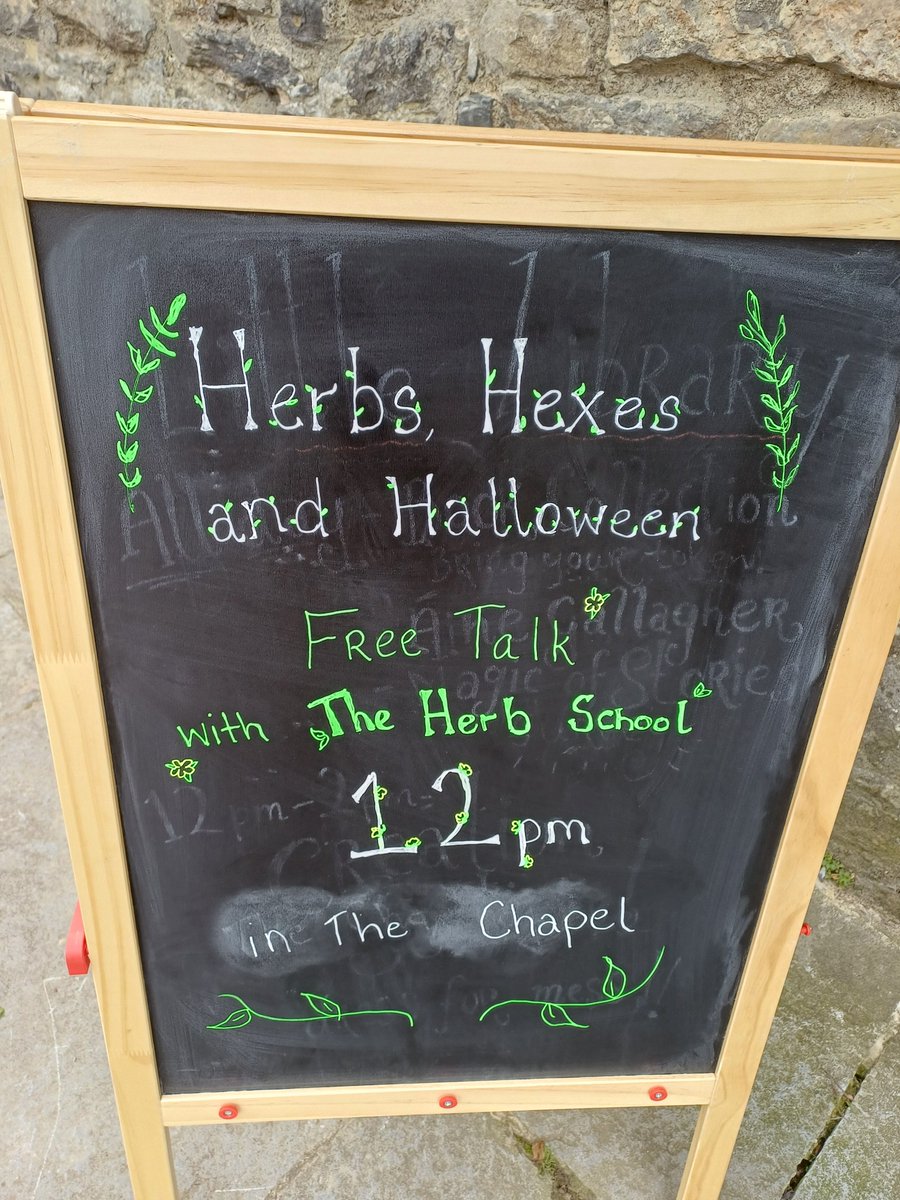 Herbs, Hexes
and Halloween
Free Talk
with The Herb School
12pm
in The Chapel